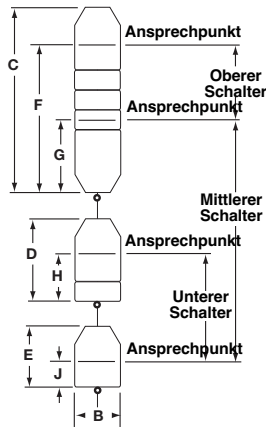 Ansprechpunkt
C
F
Oberer
Schalter
Ansprechpunkt
G
Mittlerer
Schalter
D
Ansprechpunkt
H
Unterer
Schalter
E
Ansprechpunkt
J
B